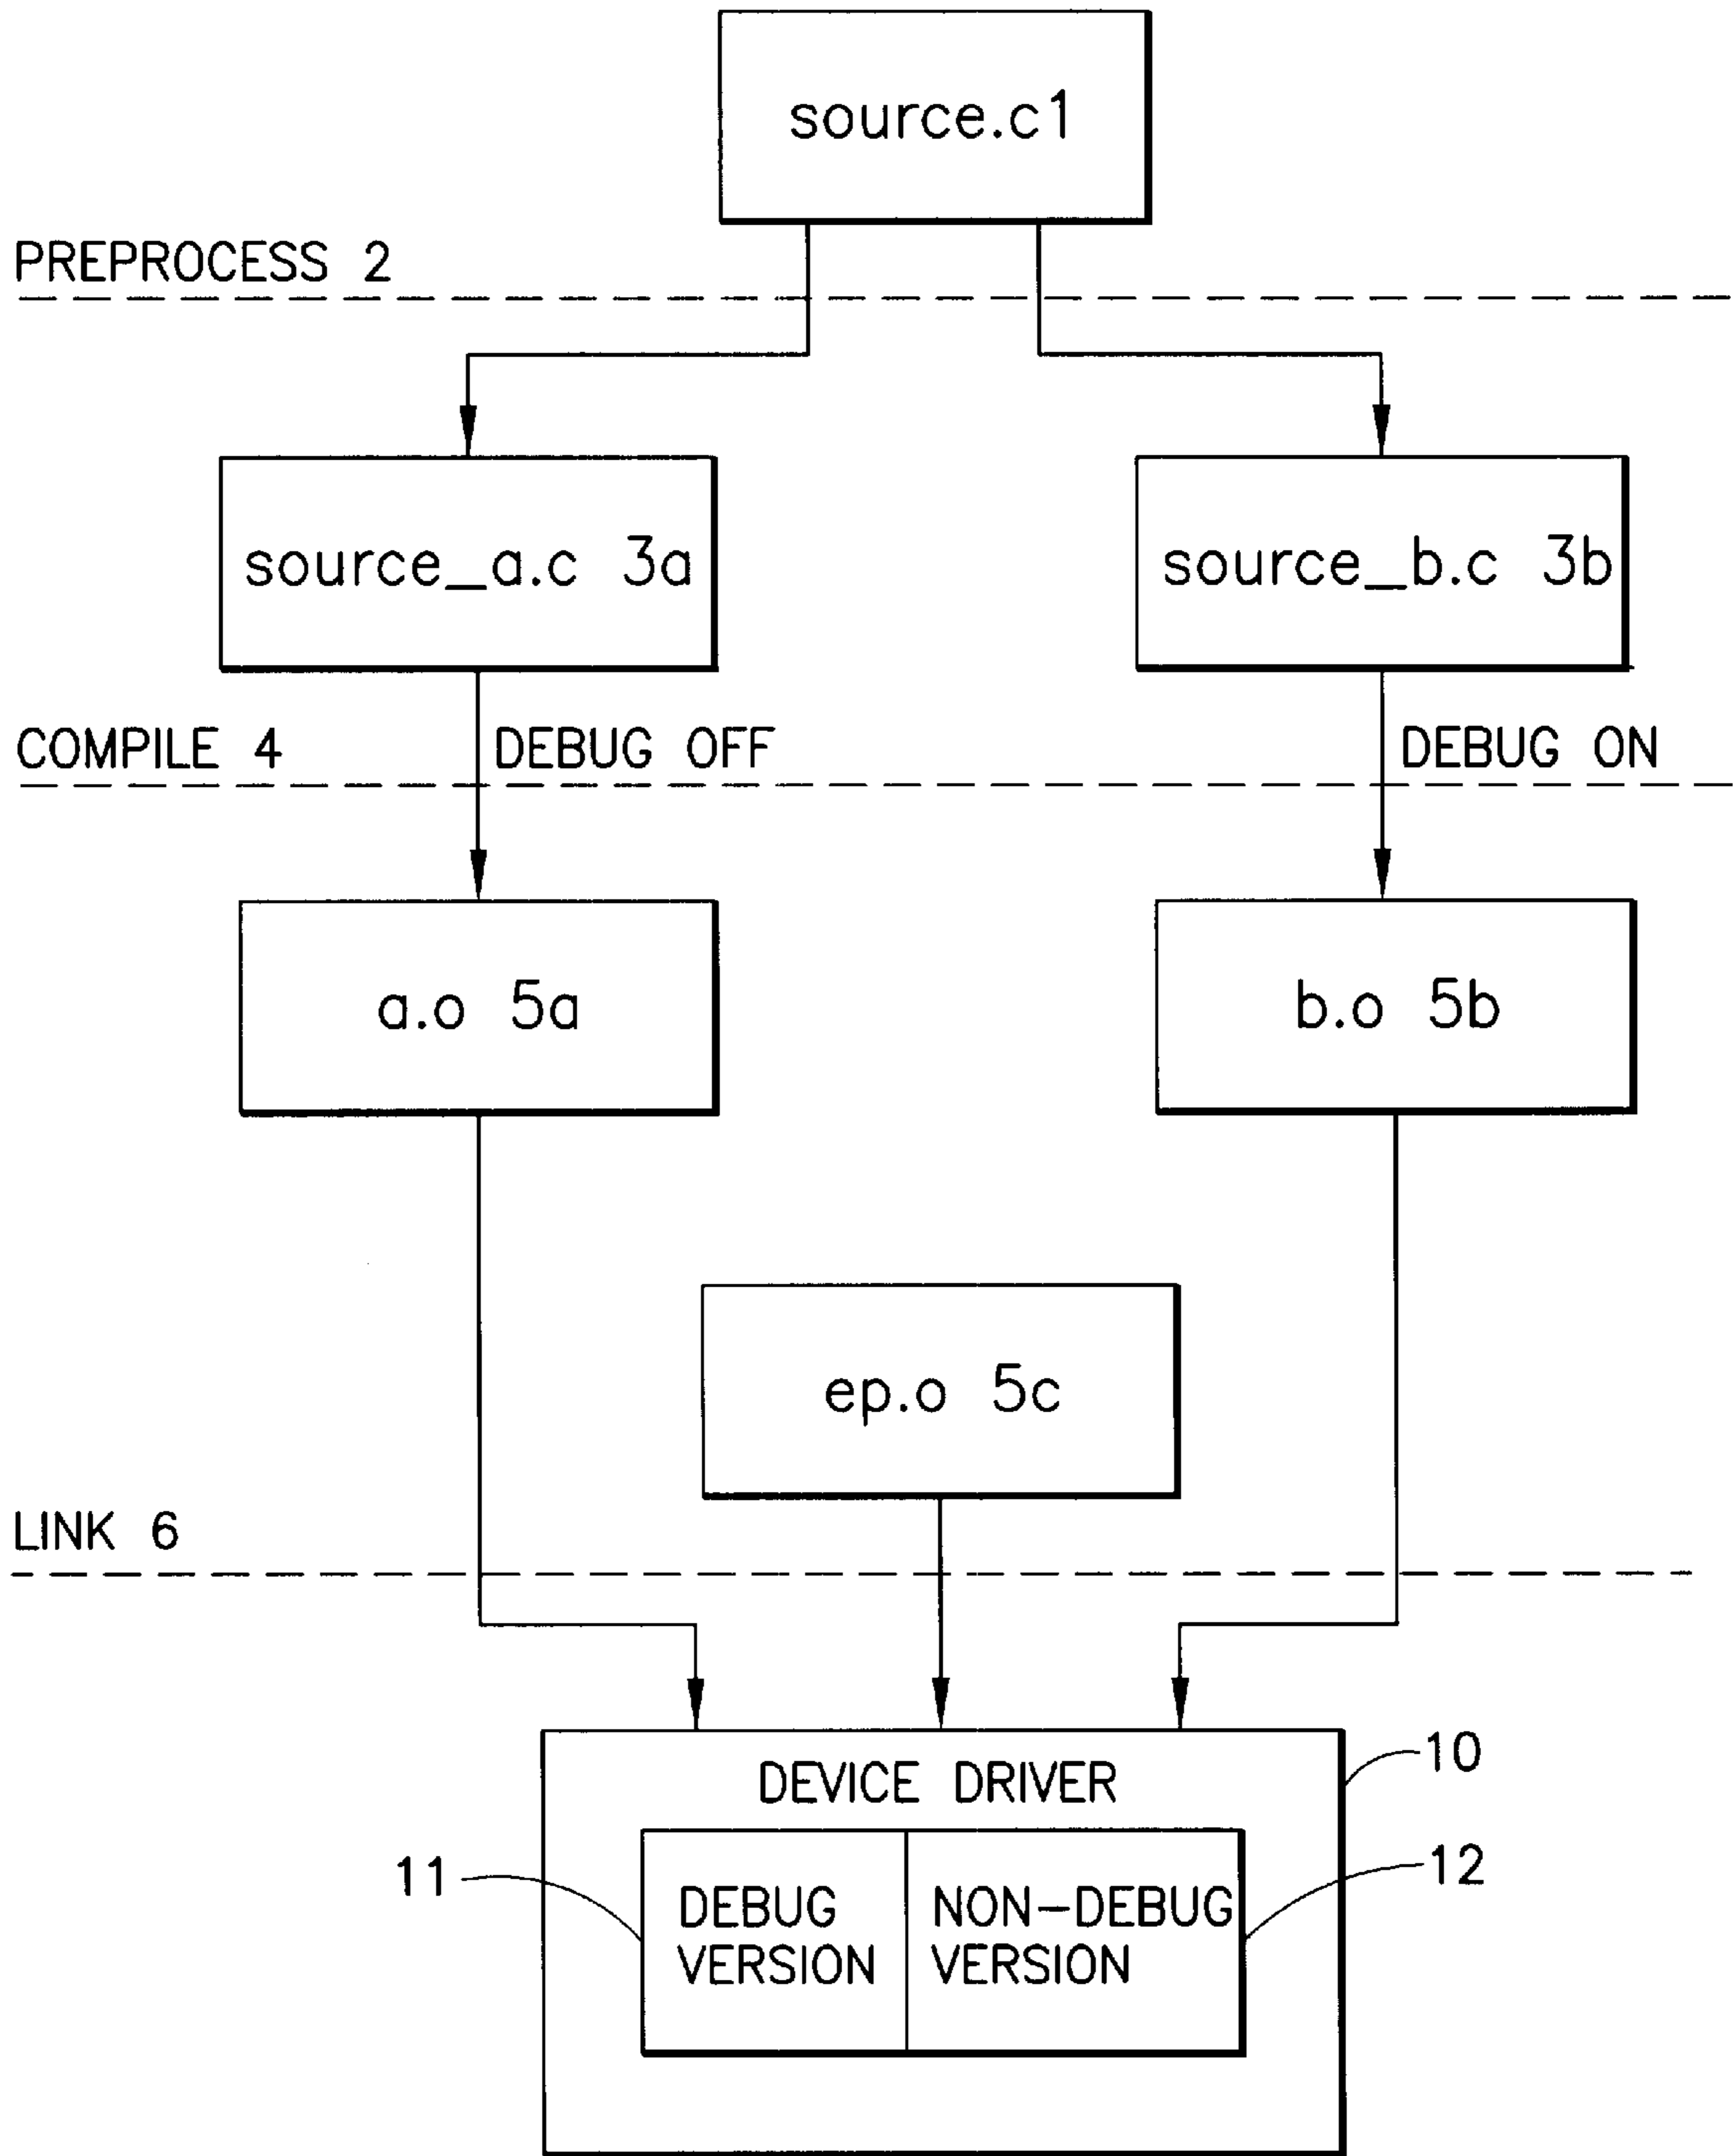 source.c1
PREPROCESS 2
source_a.c 3a
source_b.c 3b
COMPILE 4
DEBUG OFF
DEBUG ON
a.o 5a
b.o 5b
ep.o 5c
LINK 6
DEVICE DRIVER
10
11
DEBUG
VERSION
NON-DEBUG
VERSION
12